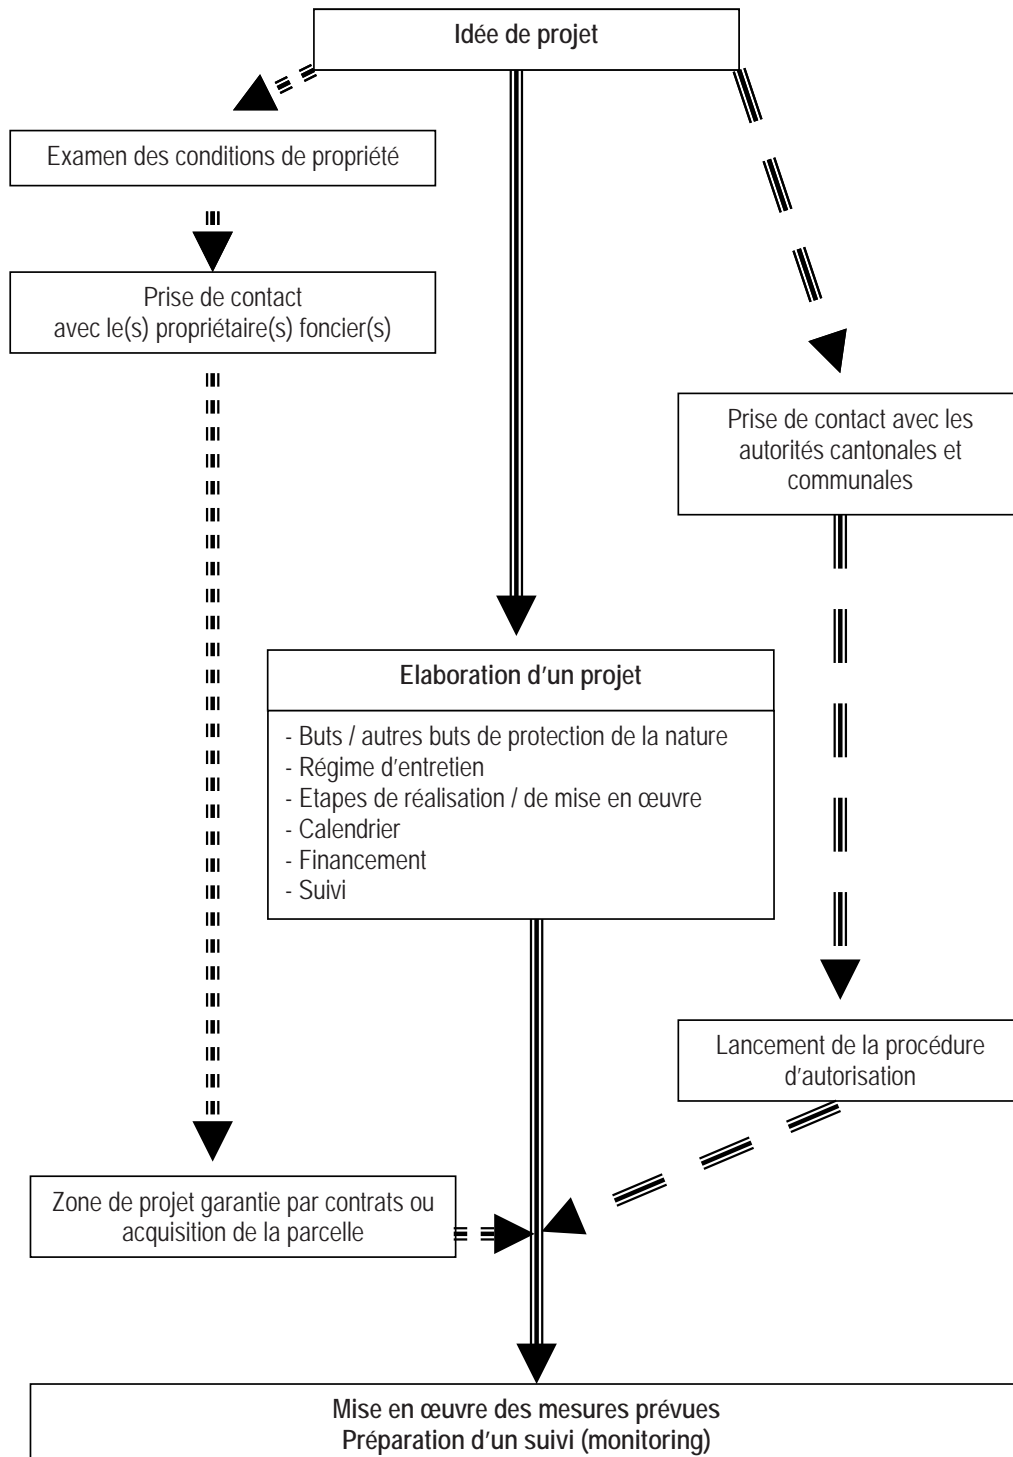 Idée de projet
Examen des conditions de propriété
Prise de contact
avec le(s) propriétaire(s) foncier(s)
Prise de contact avec les
autorités cantonales et
communales
Elaboration d'un projet
- Buts / autres buts de protection de la nature
- Régime d'entretien
- Etapes de réalisation / de mise en œuvre
- Calendrier
- Financement
- Suivi
Lancement de la procédure
d'autorisation
Zone de projet garantie par contrats ou
acquisition de la parcelle
Mise en œuvre des mesures prévues
Préparation d'un suivi (monitoring)